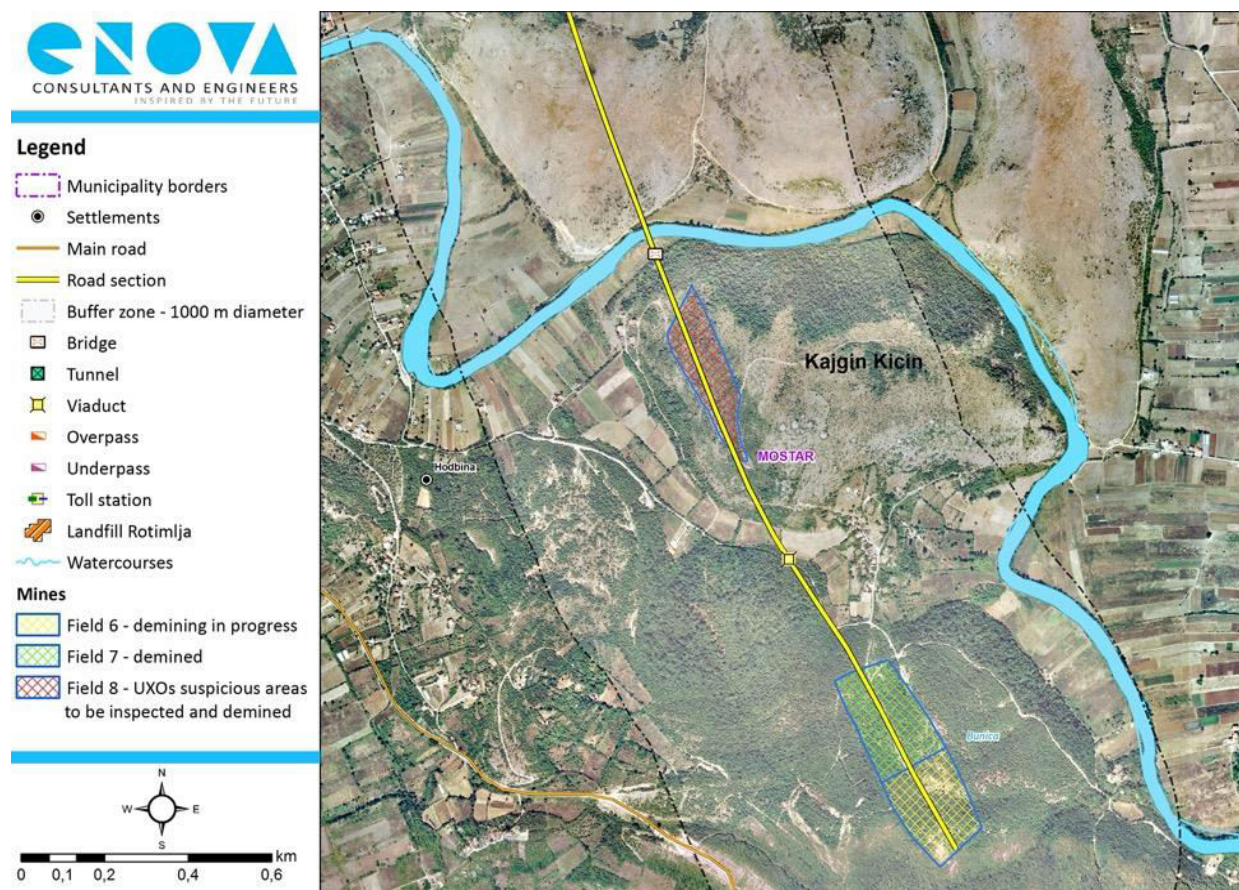 eNOVA
CONSULTANTS AND ENGINEERS
INSPIRED BY THE FUTURE
Legend
Municipality borders
Settlements
Main road
Road section
Buffer zone - 1000 m diameter
Bridge
Tunnel
Viaduct
Overpass
Underpass
Toll station
Landfill Rotimlja
Watercourses
Mines
Field 6 - demining in progress
Field 7 - demined
Field 8 - UXOs suspicious areas
to be inspected and demined
N
W E
S
km
0 0,1 0,2 0,4 0,6
Kajgin Kicin
MOSTAR
Hodbina
Bunica